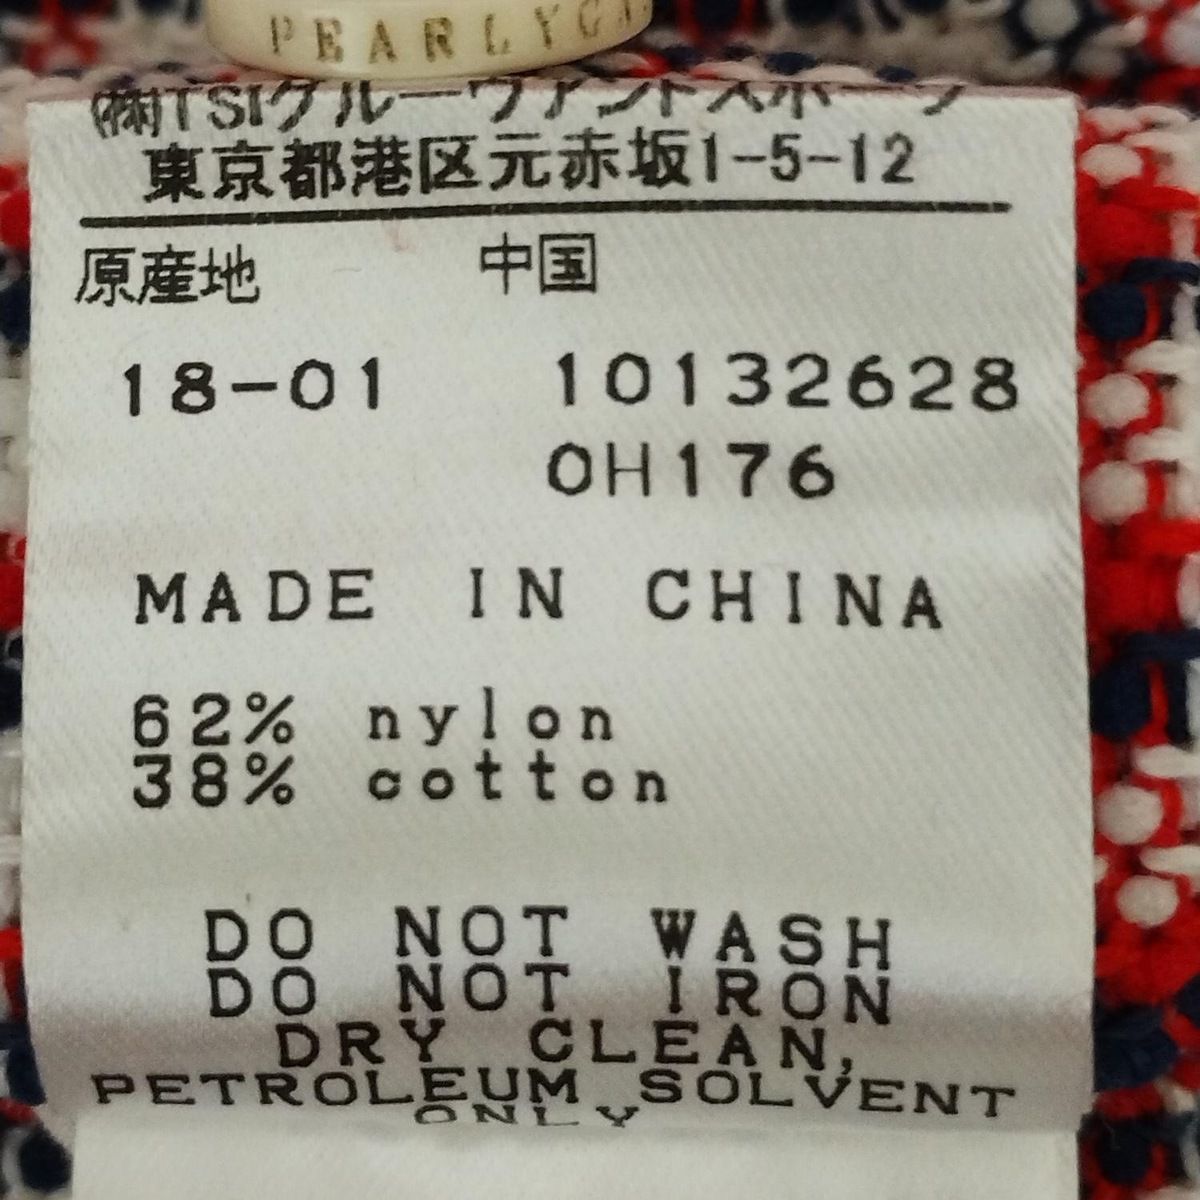 PEARLYG
(株)TSIグルーヴアンドスポーツ
東京都港区元赤坂1-5-12
原産地 中国
18-01 10132628
0H176
MADE IN CHINA
62% nylon
38% cotton
DO NOT WASH
DO NOT IRON
DRY CLEAN,
PETROLEUM SOLVENT
ONLY